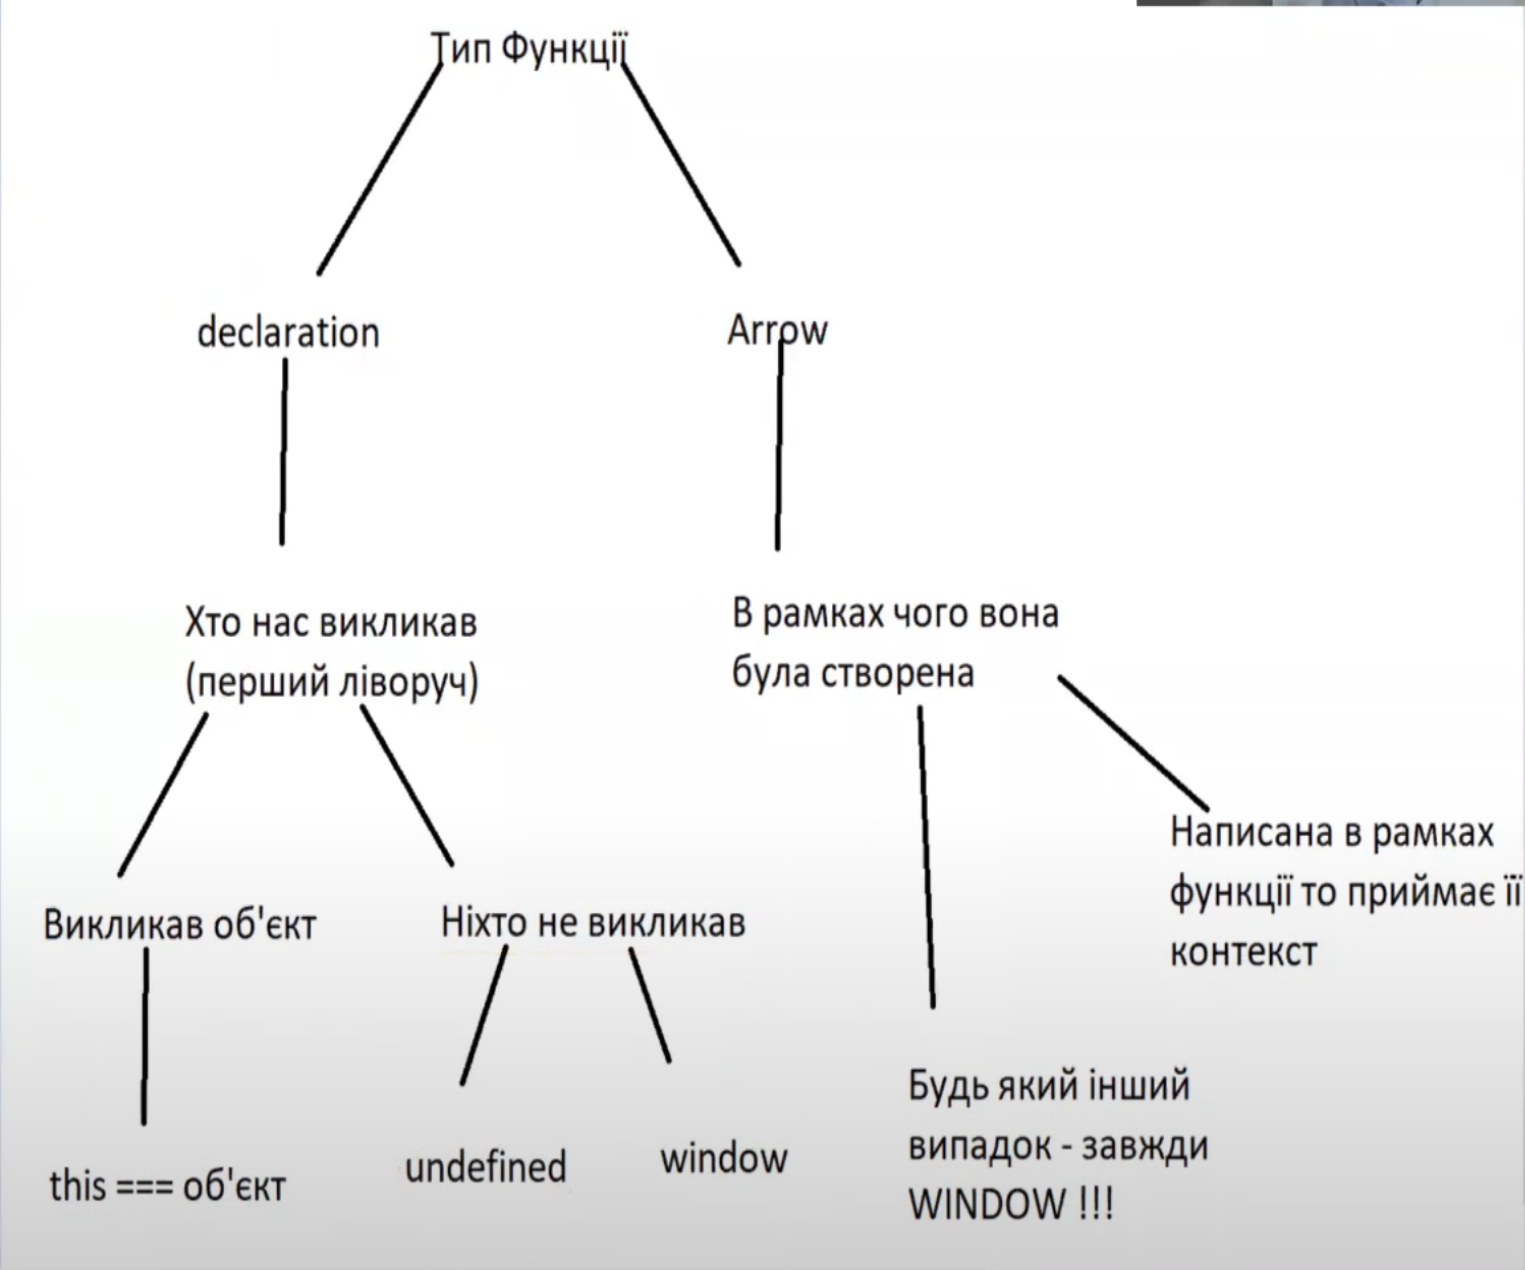 Тип Функції
declaration
Arrow
Хто нас викликав
(перший ліворуч)
В рамках чого вона
була створена
Викликав об'єкт
Ніхто не викликав
Написана в рамках
функції то приймає її
контекст
this === об'єкт
undefined
window
Будь який інший
випадок - завжди
WINDOW !!!